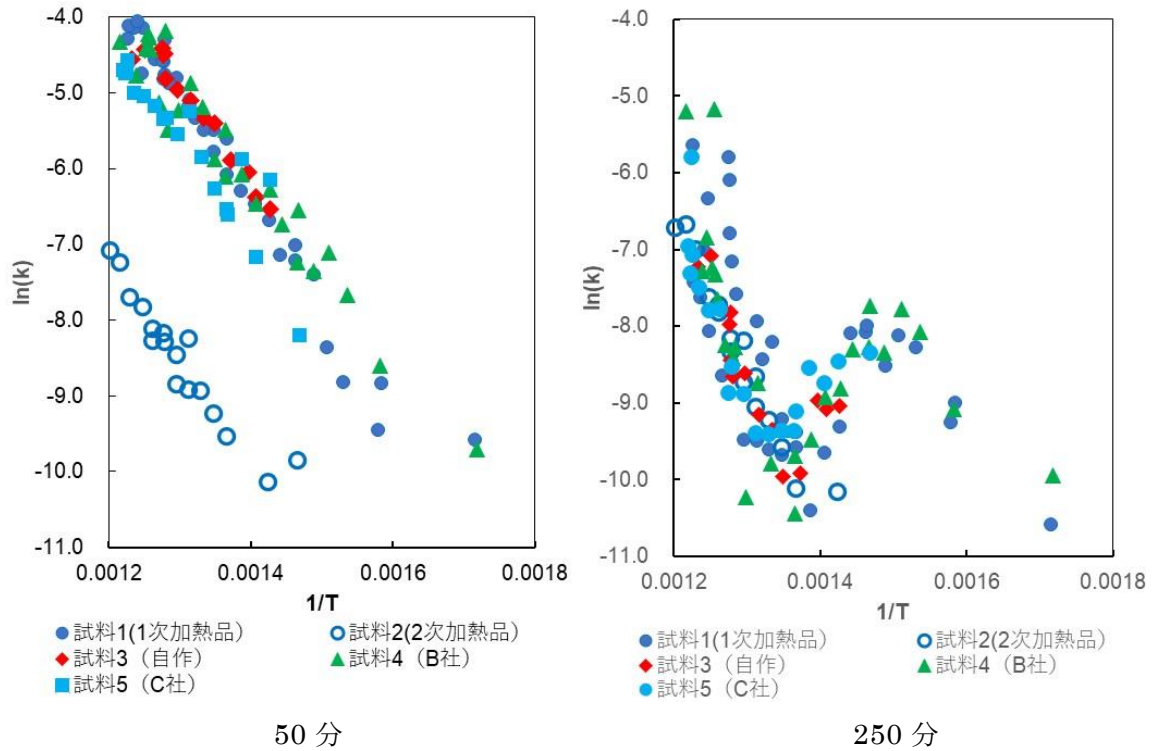 -4.0
-5.0
-6.0
-7.0
-8.0
-9.0
-10.0
-11.0
ln(k)
0.0012 0.0014 0.0016 0.0018
1/T
試料1(1次加熱品) 試料2(2次加熱品)
試料3（自作） 試料4（B社）
試料5（C社）
50 分
-4.0
-5.0
-6.0
-7.0
-8.0
-9.0
-10.0
-11.0
ln(k)
0.0012 0.0014 0.0016 0.0018
1/T
試料1(1次加熱品) 試料2(2次加熱品)
試料3（自作） 試料4（B社）
試料5（C社）
250 分